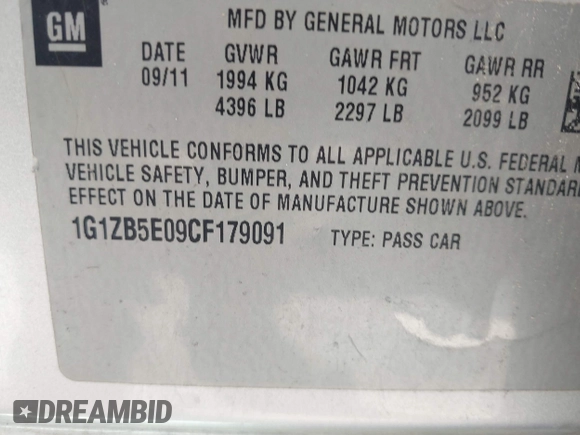 GM
MFD BY GENERAL MOTORS LLC
DATE GVWR GAWR FRT GAWR RR
09/11 1994 KG 1042 KG 952 KG
4396 LB 2297 LB 2099 LB
THIS VEHICLE CONFORMS TO ALL APPLICABLE U.S. FEDERAL
VEHICLE SAFETY, BUMPER, AND THEFT PREVENTION STANDAR
EFFECT ON THE DATE OF MANUFACTURE SHOWN ABOVE.
1G1ZB5E09CF179091 TYPE: PASS CAR
DREAMBID